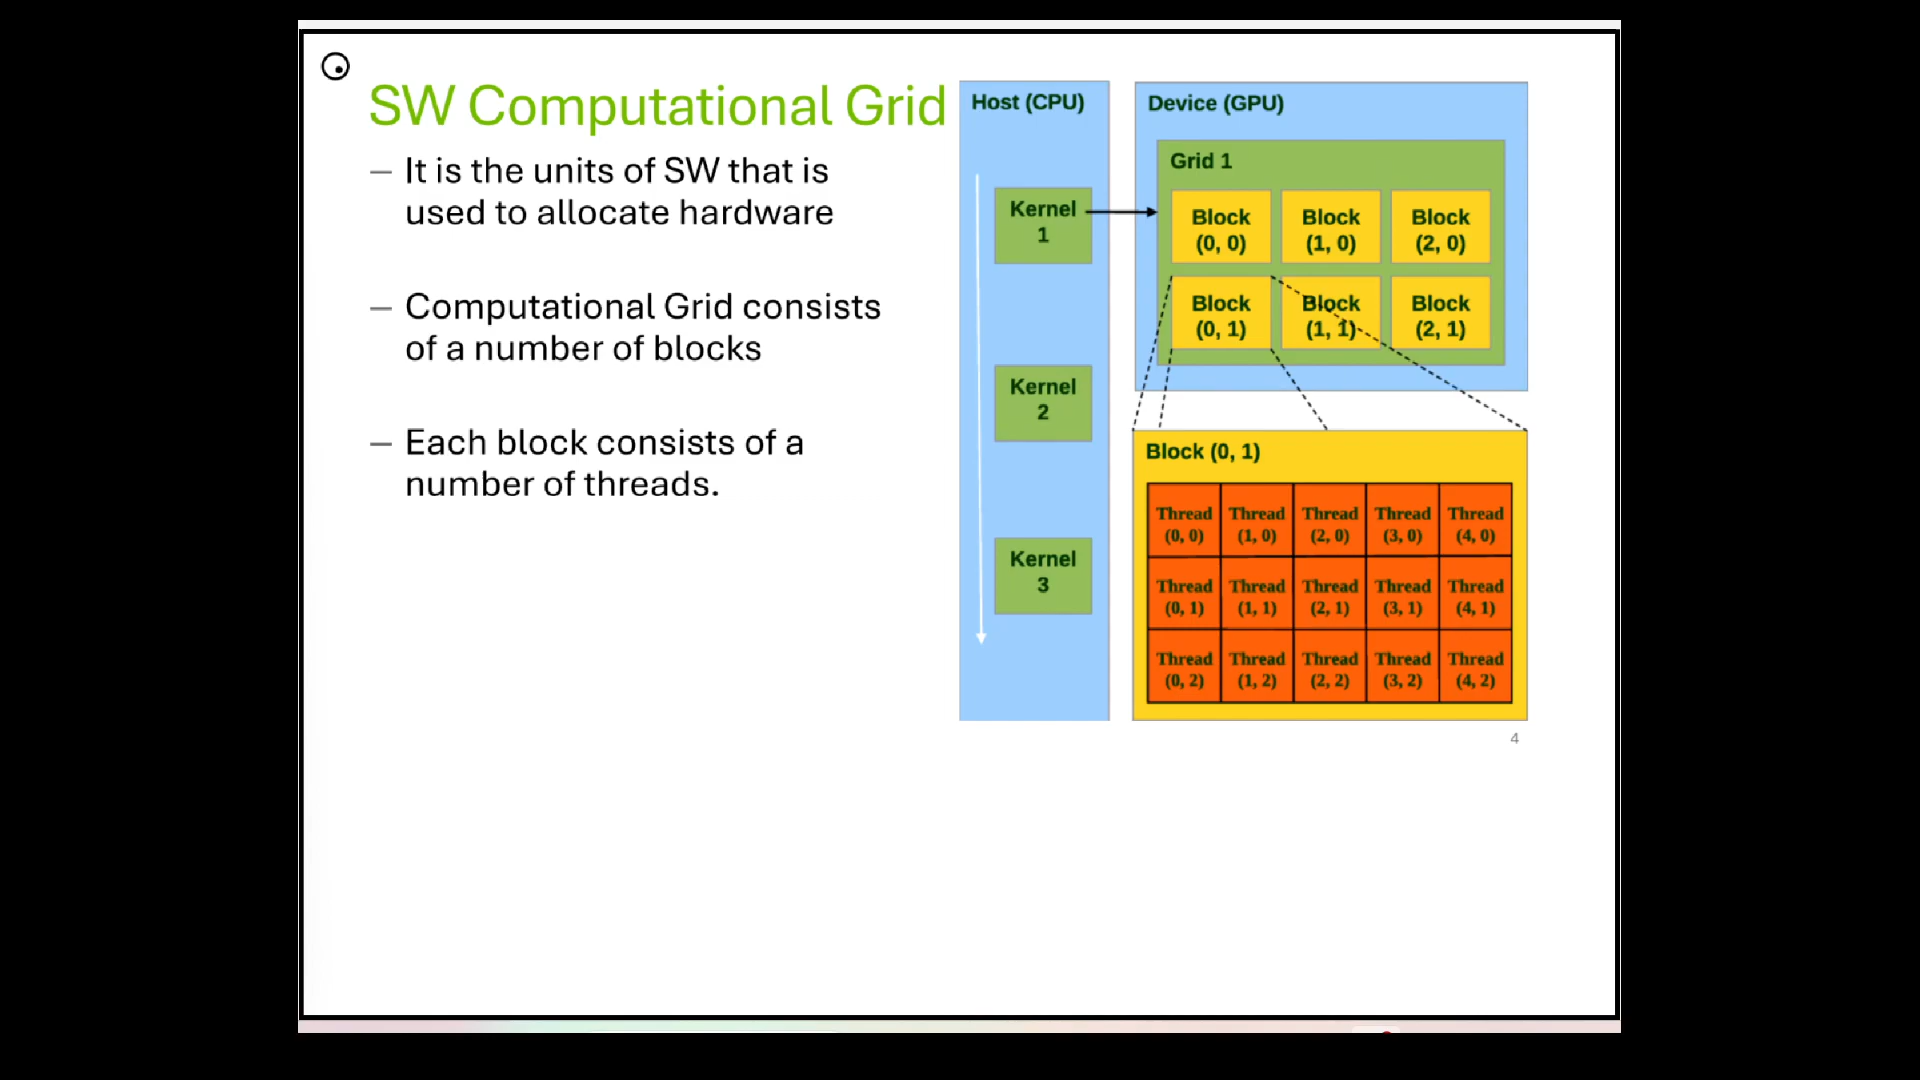 SW Computational Grid
– It is the units of SW that is
used to allocate hardware
– Computational Grid consists
of a number of blocks
– Each block consists of a
number of threads.
Host (CPU)
Kernel
1
Kernel
2
Kernel
3
Device (GPU)
Grid 1
Block Block Block
(0, 0) (1, 0) (2, 0)
Block Block Block
(0, 1) (1, 1) (2, 1)
Block (0, 1)
Thread Thread Thread Thread Thread
(0, 0) (1, 0) (2, 0) (3, 0) (4, 0)
Thread Thread Thread Thread Thread
(0, 1) (1, 1) (2, 1) (3, 1) (4, 1)
Thread Thread Thread Thread Thread
(0, 2) (1, 2) (2, 2) (3, 2) (4, 2)
4